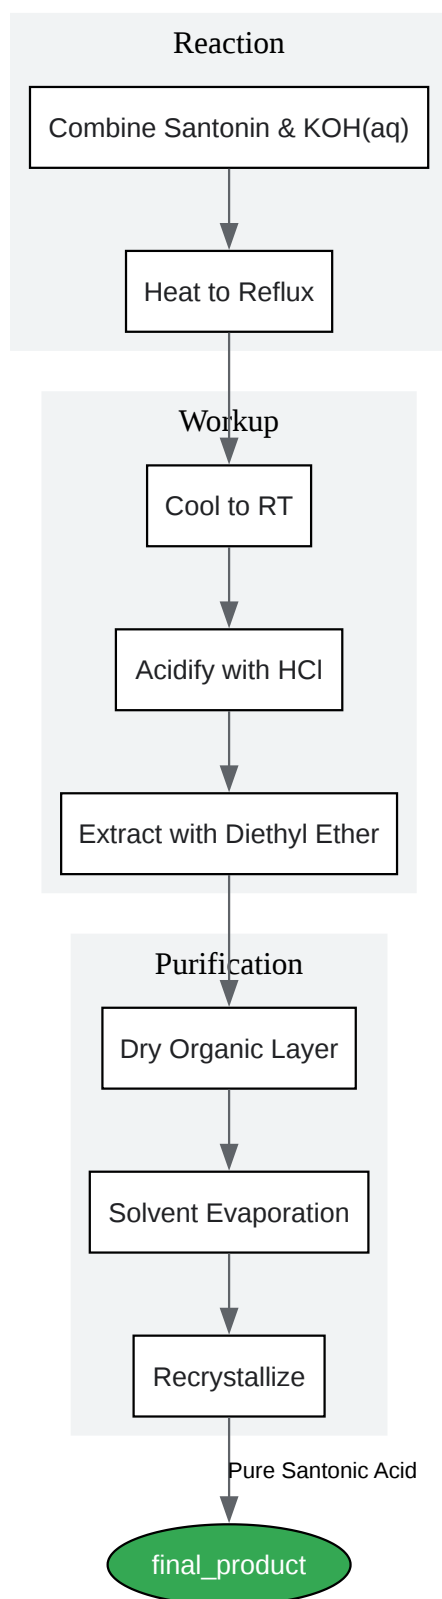 Reaction
Combine Santonin & KOH(aq)
Heat to Reflux
Workup
Cool to RT
Acidify with HCl
Extract with Diethyl Ether
Purification
Dry Organic Layer
Solvent Evaporation
Recrystallize
Pure Santonic Acid
final_product